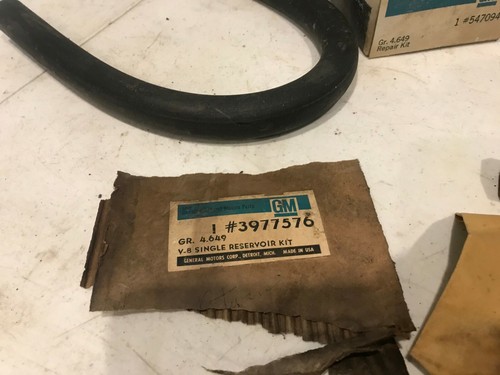 1 #547094
Gr. 4.649
Repair Kit
GM
1 #3977576
GR. 4.649
V-8 SINGLE RESERVOIR KIT
GENERAL MOTORS CORP., DETROIT, MICH. MADE IN USA